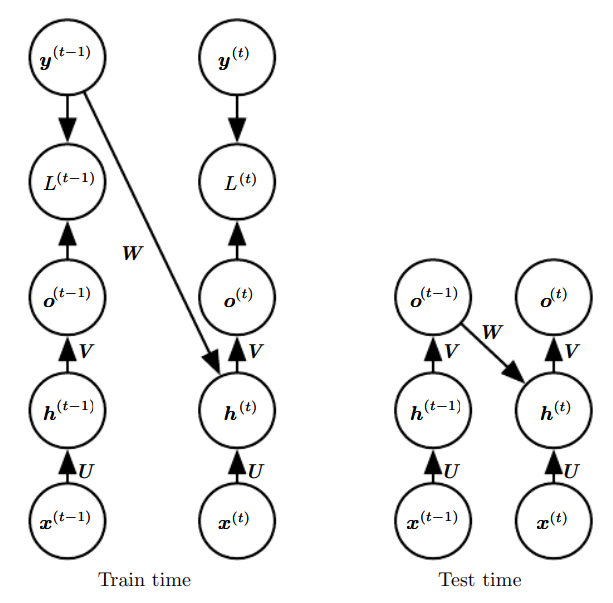 y^(t−1) y^(t)
L^(t−1) L^(t)
W
o^(t−1) o^(t) o^(t−1) o^(t)
W
V V V V
h^(t−1) h^(t) h^(t−1) h^(t)
U U U U
x^(t−1) x^(t) x^(t−1) x^(t)
Train time Test time